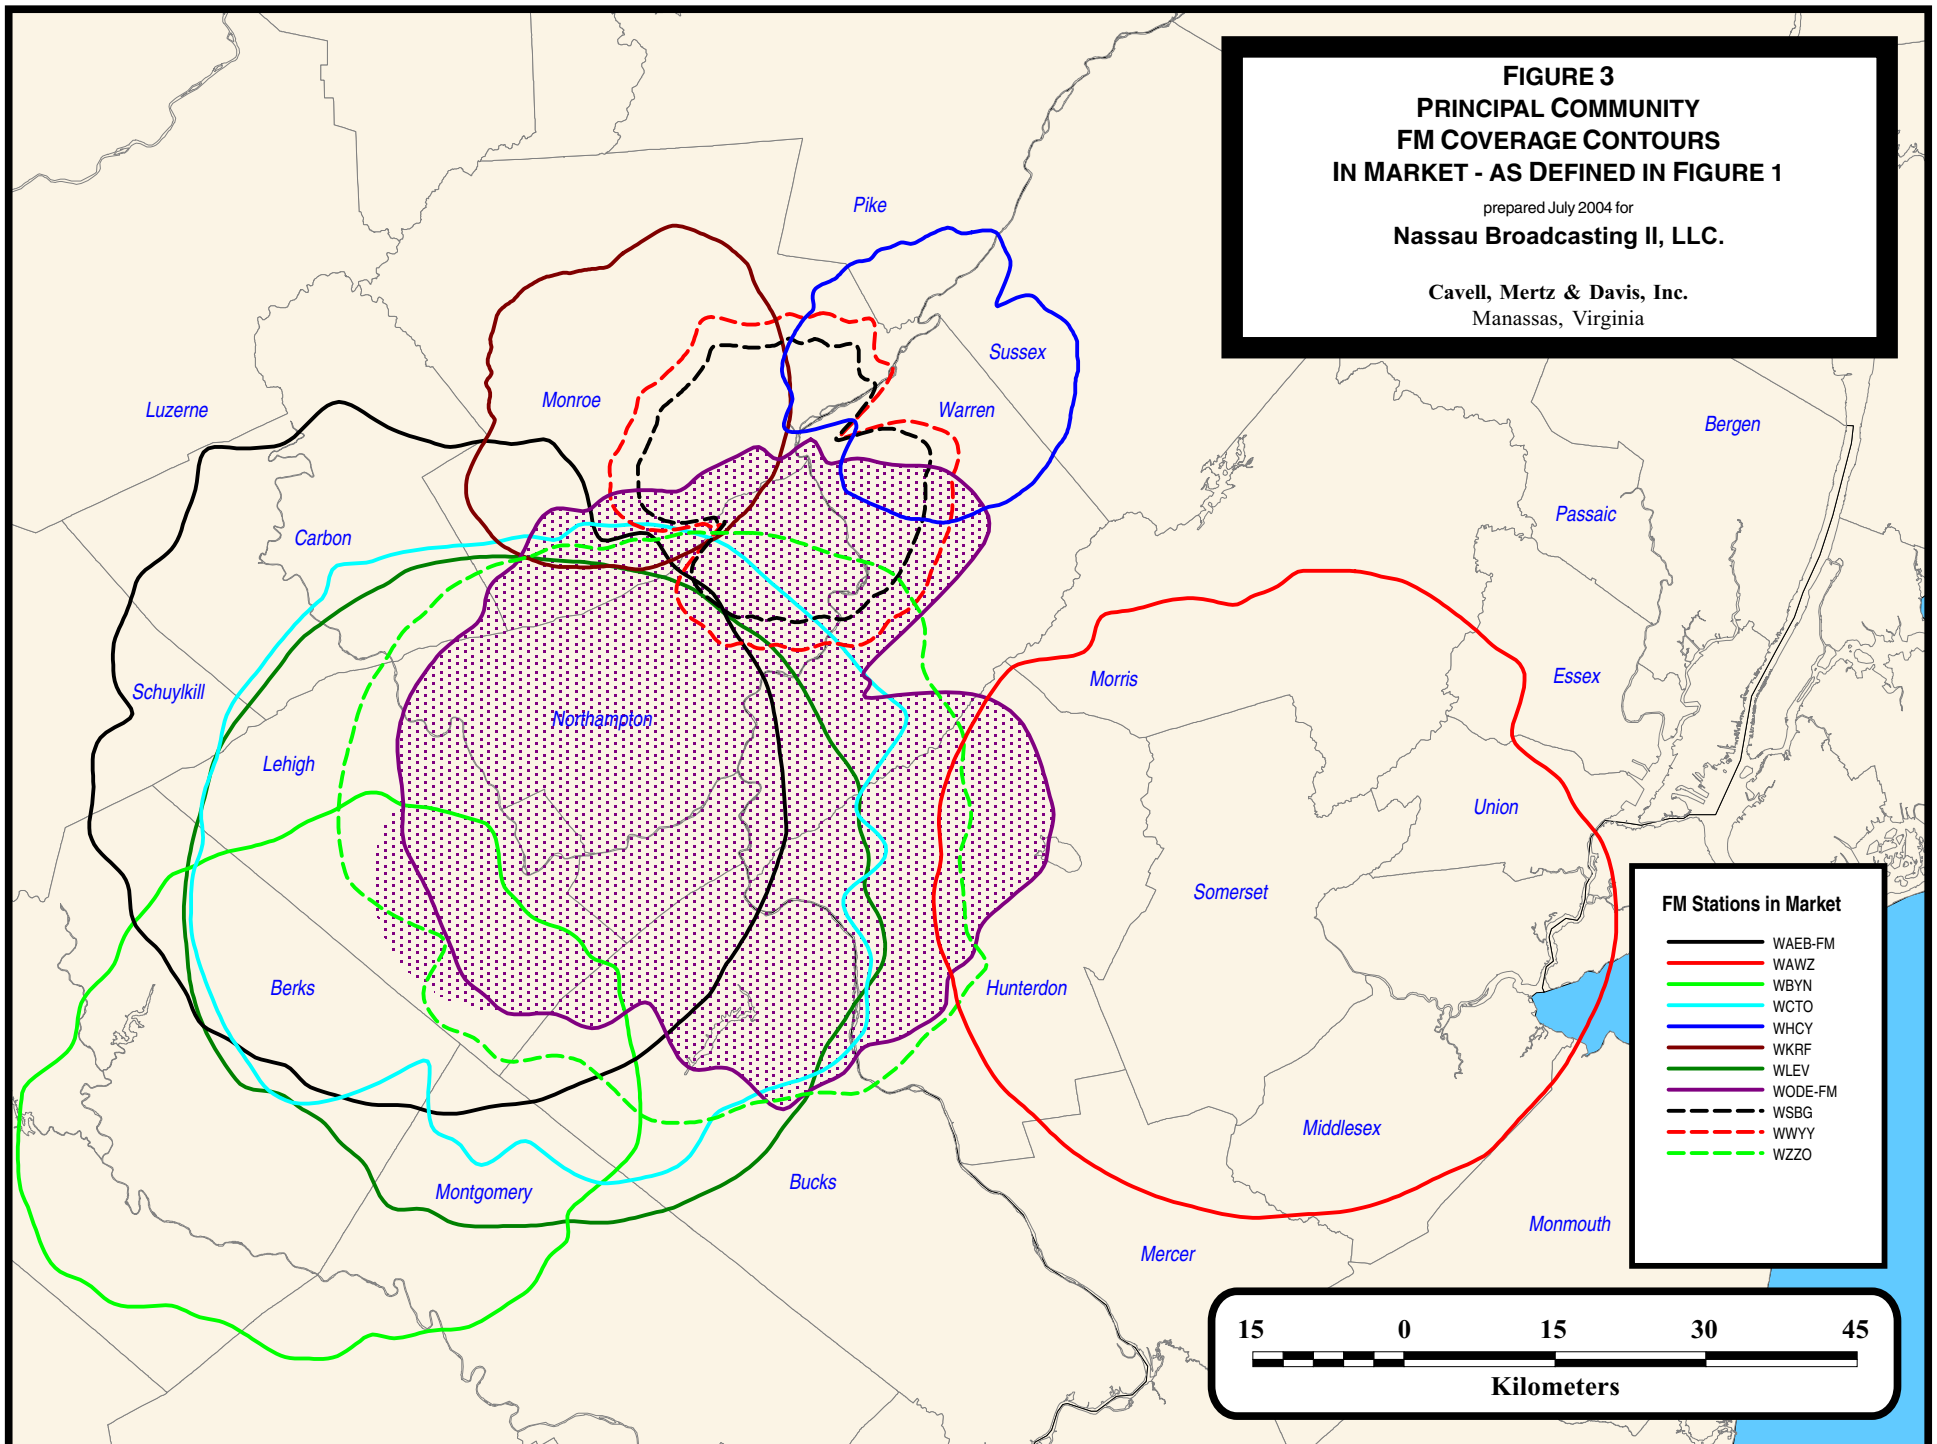 FIGURE 3
PRINCIPAL COMMUNITY
FM COVERAGE CONTOURS
IN MARKET - AS DEFINED IN FIGURE 1
prepared July 2004 for
Nassau Broadcasting II, LLC.
Cavell, Mertz & Davis, Inc.
Manassas, Virginia
Pike
Sussex
Monroe
Luzerne
Warren
Bergen
Passaic
Carbon
Essex
Morris
Schuylkill
Northampton
Lehigh
Union
Somerset
Berks
Hunterdon
Middlesex
Montgomery
Bucks
Monmouth
Mercer
FM Stations in Market
WAEB-FM
WAWZ
WBYN
WCTO
WHCY
WKRF
WLEV
WODE-FM
WSBG
WWYY
WZZO
15 0 15 30 45
Kilometers